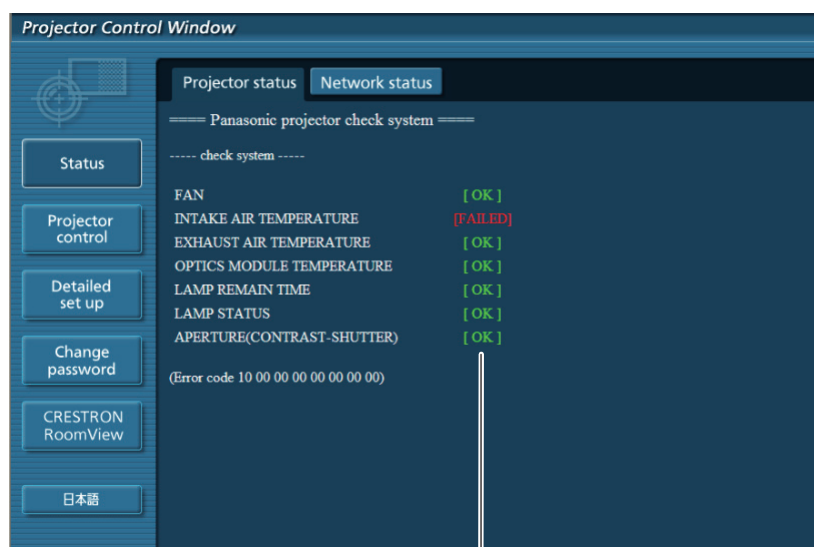 Projector Control Window
Projector status
Network status
==== Panasonic projector check system ====
Status
----- check system -----
FAN [ OK ]
INTAKE AIR TEMPERATURE [FAILED]
EXHAUST AIR TEMPERATURE [ OK ]
OPTICS MODULE TEMPERATURE [ OK ]
LAMP REMAIN TIME [ OK ]
LAMP STATUS [ OK ]
APERTURE(CONTRAST-SHUTTER) [ OK ]
(Error code 10 00 00 00 00 00 00 00)
Projector
control
Detailed
set up
Change
password
CRESTRON
RoomView
日本語